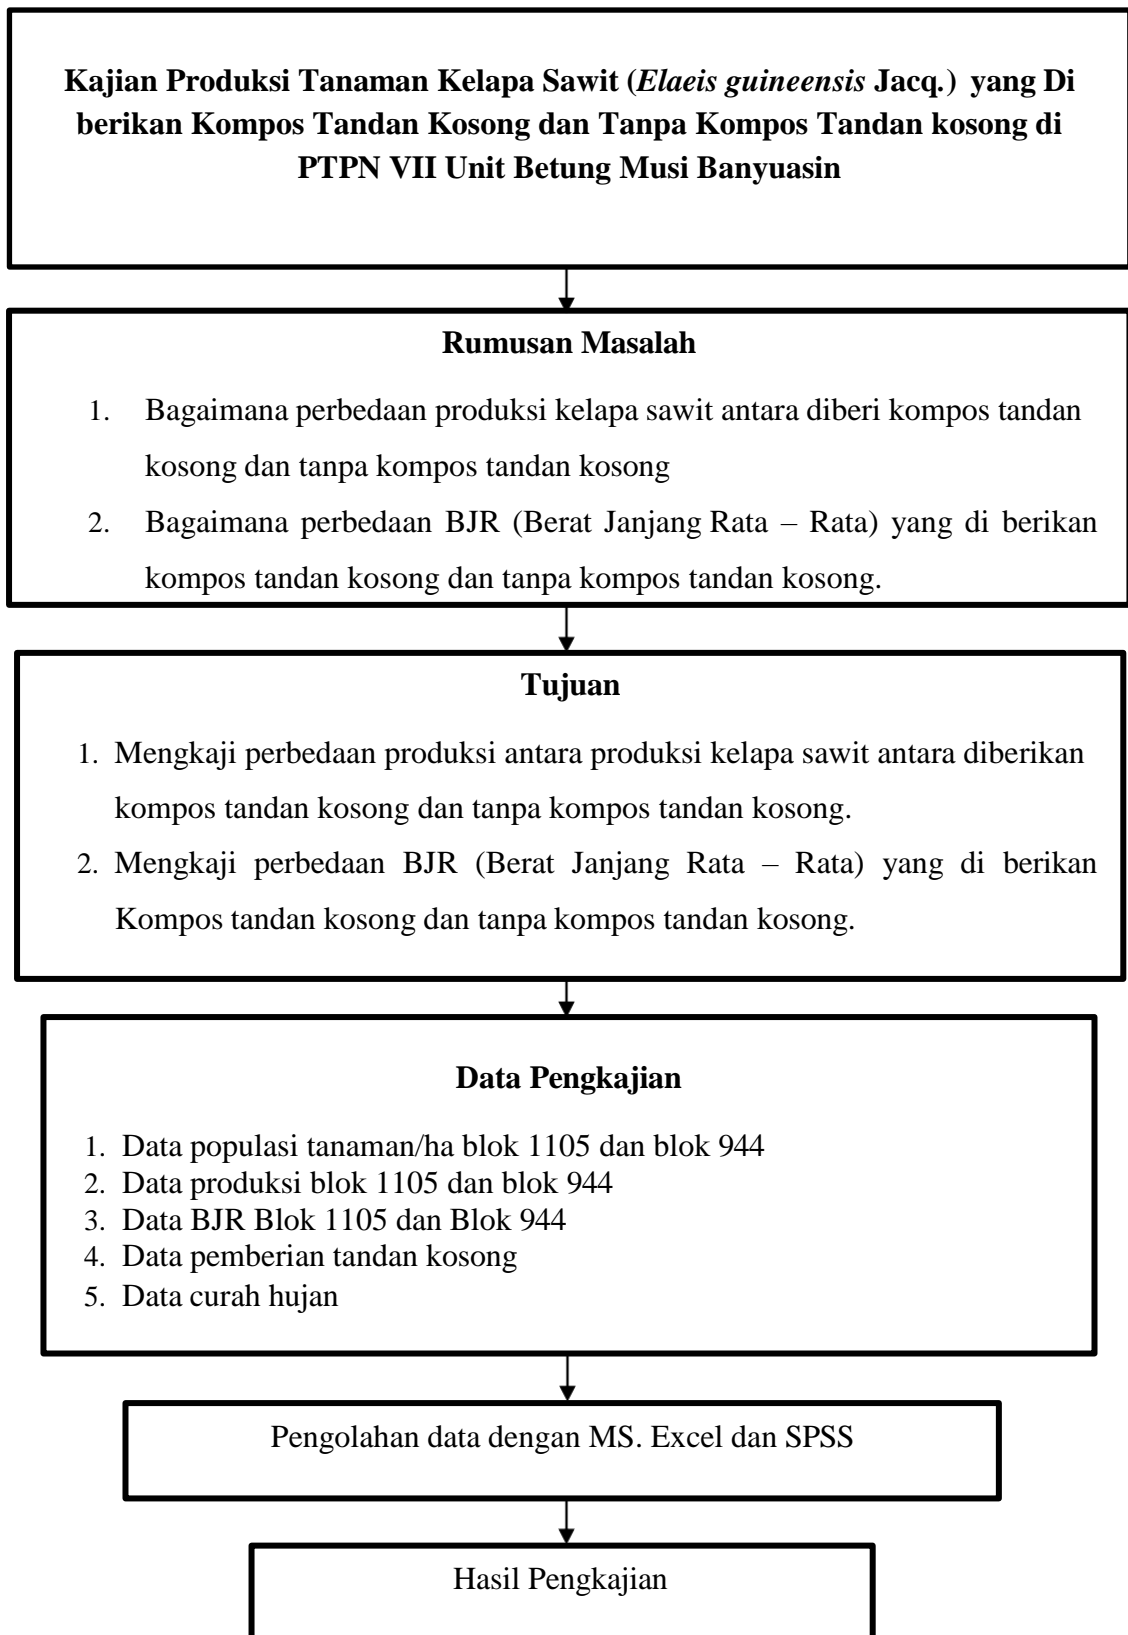 Kajian Produksi Tanaman Kelapa Sawit (Elaeis guineensis Jacq.) yang Di
berikan Kompos Tandan Kosong dan Tanpa Kompos Tandan kosong di
PTPN VII Unit Betung Musi Banyuasin
Rumusan Masalah
1. Bagaimana perbedaan produksi kelapa sawit antara diberi kompos tandan
kosong dan tanpa kompos tandan kosong
2. Bagaimana perbedaan BJR (Berat Janjang Rata – Rata) yang di berikan
kompos tandan kosong dan tanpa kompos tandan kosong.
Tujuan
1. Mengkaji perbedaan produksi antara produksi kelapa sawit antara diberikan
kompos tandan kosong dan tanpa kompos tandan kosong.
2. Mengkaji perbedaan BJR (Berat Janjang Rata – Rata) yang di berikan
Kompos tandan kosong dan tanpa kompos tandan kosong.
Data Pengkajian
1. Data populasi tanaman/ha blok 1105 dan blok 944
2. Data produksi blok 1105 dan blok 944
3. Data BJR Blok 1105 dan Blok 944
4. Data pemberian tandan kosong
5. Data curah hujan
Pengolahan data dengan MS. Excel dan SPSS
Hasil Pengkajian